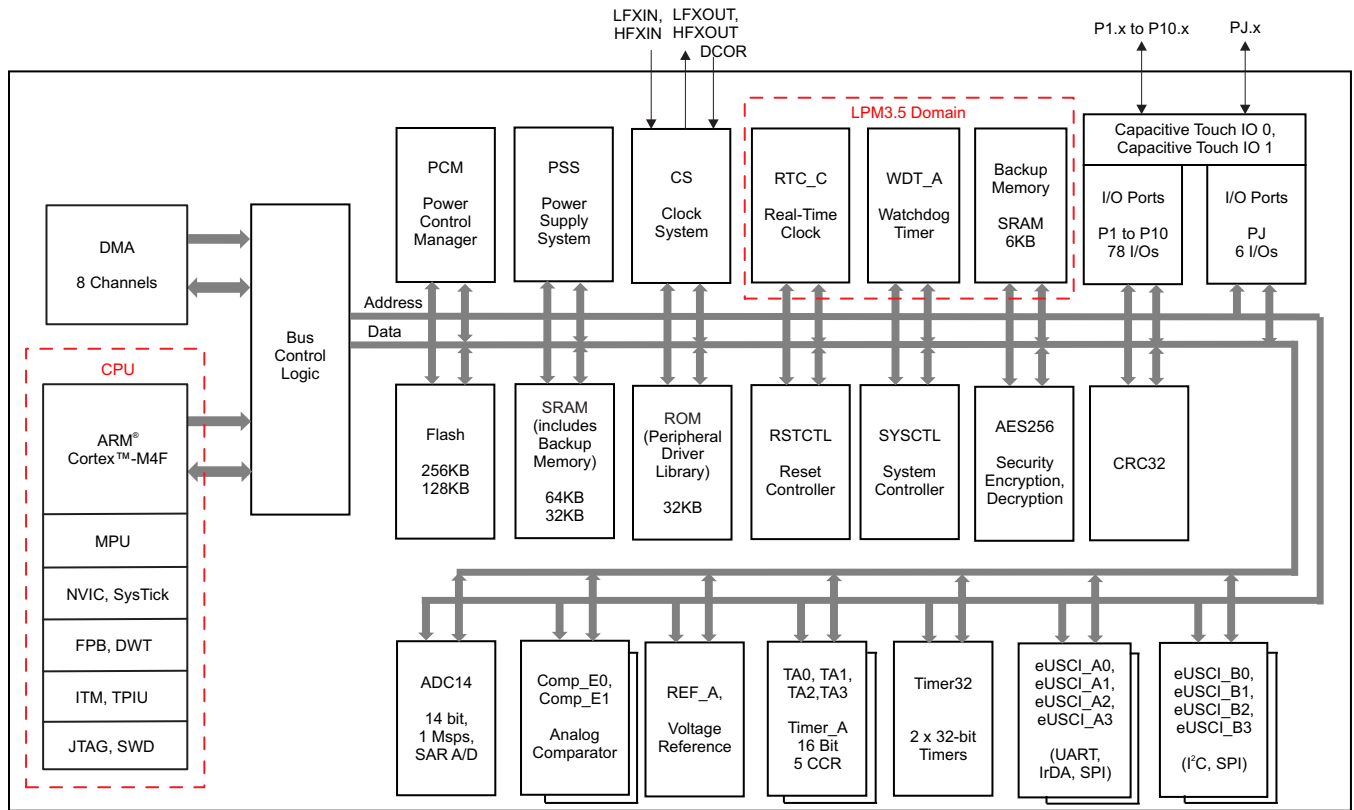 LFXIN,
HFXIN
LFXOUT,
HFXOUT
DCOR
P1.x to P10.x
PJ.x
LPM3.5 Domain
Capacitive Touch IO 0,
Capacitive Touch IO 1
PCM
Power
Control
Manager
PSS
Power
Supply
System
CS
Clock
System
RTC_C
Real-Time
Clock
WDT_A
Watchdog
Timer
Backup
Memory
SRAM
6KB
I/O Ports
P1 to P10
78 I/Os
I/O Ports
PJ
6 I/Os
DMA
8 Channels
Bus
Control
Logic
Address
Data
CPU
ARM®
Cortex™-M4F
MPU
NVIC, SysTick
FPB, DWT
ITM, TPIU
JTAG, SWD
Flash
256KB
128KB
SRAM
(includes
Backup
Memory)
64KB
32KB
ROM
(Peripheral
Driver
Library)
32KB
RSTCTL
Reset
Controller
SYSCTL
System
Controller
AES256
Security
Encryption,
Decryption
CRC32
ADC14
14 bit,
1 Msps,
SAR A/D
Comp_E0,
Comp_E1
Analog
Comparator
REF_A,
Voltage
Reference
TA0, TA1,
TA2,TA3
Timer_A
16 Bit
5 CCR
Timer32
2 x 32-bit
Timers
eUSCI_A0,
eUSCI_A1,
eUSCI_A2,
eUSCI_A3
(UART,
IrDA, SPI)
eUSCI_B0,
eUSCI_B1,
eUSCI_B2,
eUSCI_B3
(I²C, SPI)